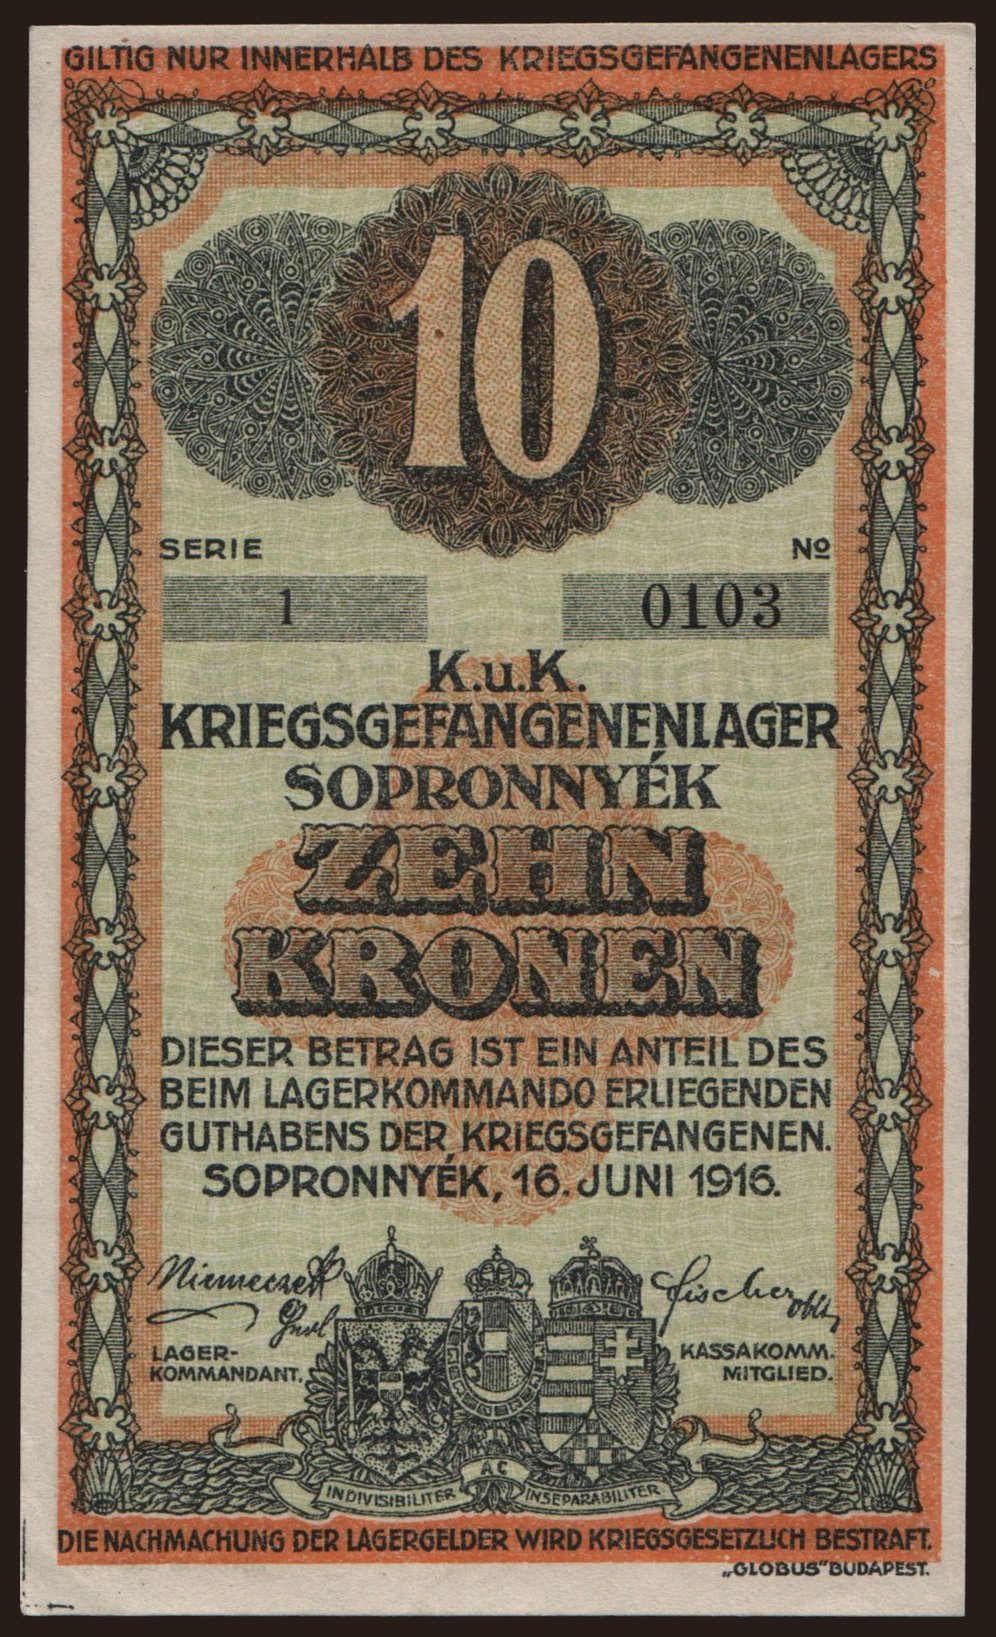 GILTIG NUR INNERHALB DES KRIEGSGEFANGENENLAGERS
10
SERIE Nº
1 0103
K.u.K.
KRIEGSGEFANGENENLAGER
SOPRONNYÉK
ZEHN
KRONEN
DIESER BETRAG IST EIN ANTEIL DES
BEIM LAGERKOMMANDO ERLIEGENDEN
GUTHABENS DER KRIEGSGEFANGENEN.
SOPRONNYÉK, 16. JUNI 1916.
Fischer oblt
LAGER-
KOMMANDANT.
KASSAKOMM.
MITGLIED.
INDIVISIBILITER AC INSEPARABILITER
DIE NACHMACHUNG DER LAGERGELDER WIRD KRIEGSGESETZLICH BESTRAFT.
„GLOBUS" BUDAPEST.